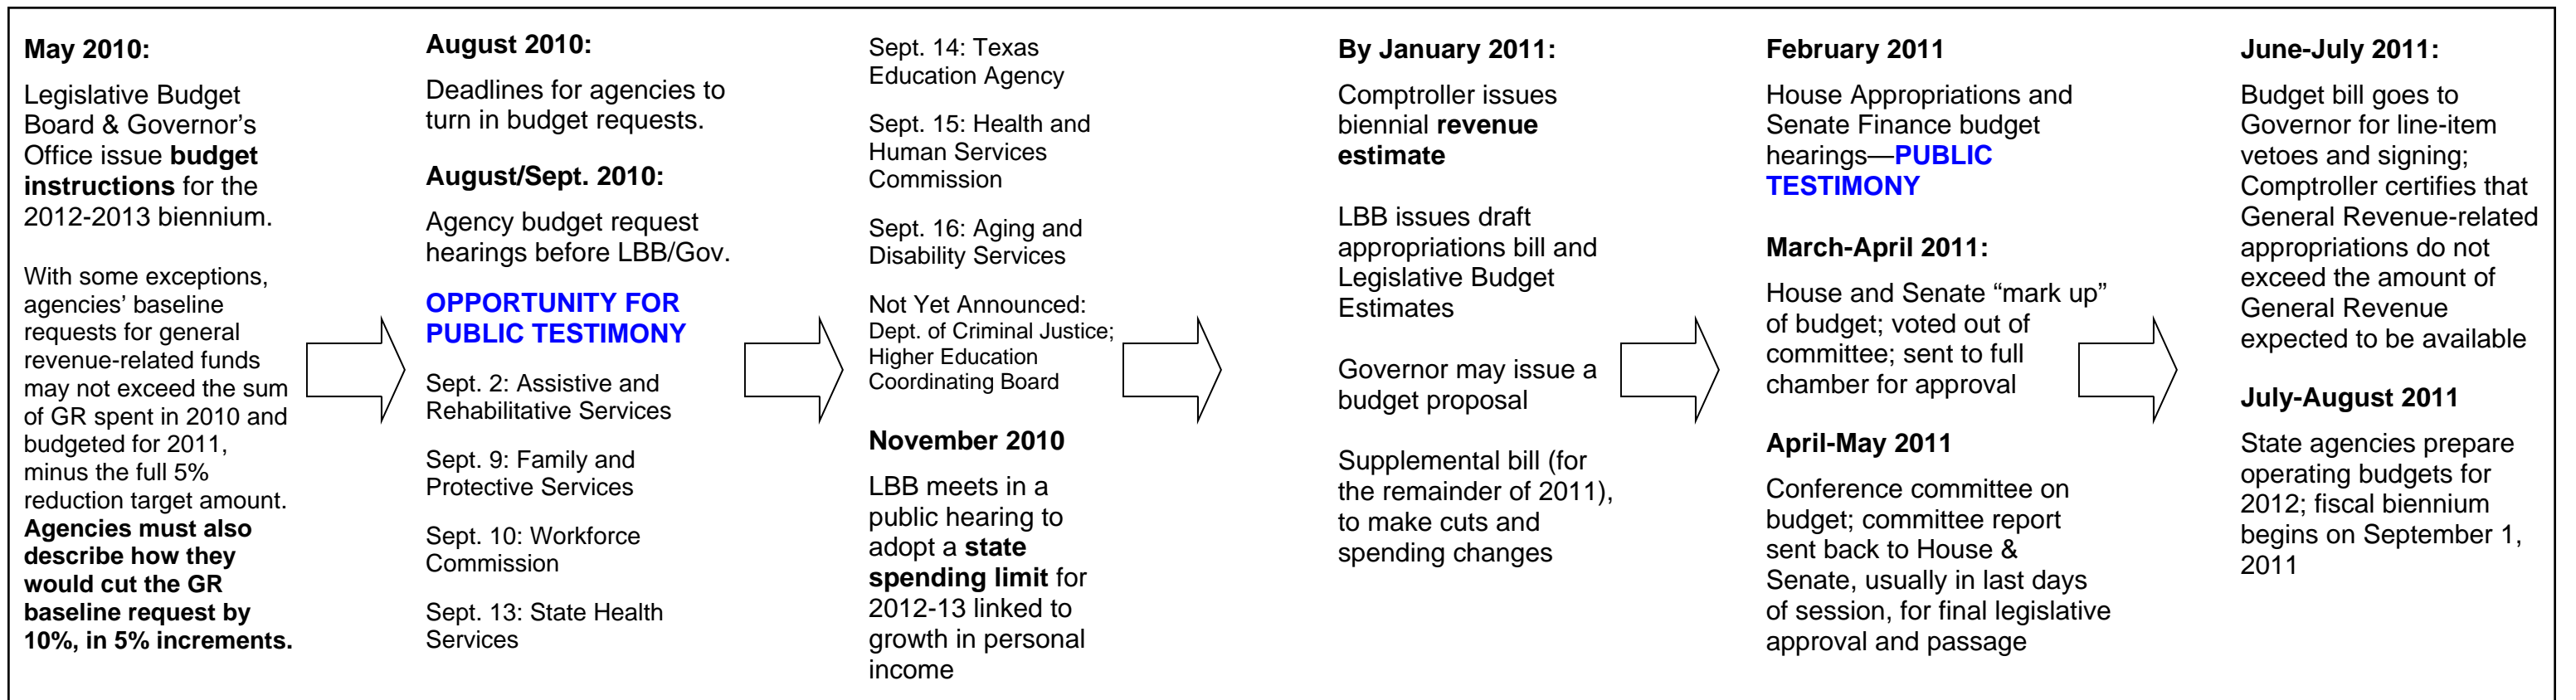 May 2010:
Legislative Budget
Board & Governor’s
Office issue budget
instructions for the
2012-2013 biennium.
With some exceptions,
agencies’ baseline
requests for general
revenue-related funds
may not exceed the sum
of GR spent in 2010 and
budgeted for 2011,
minus the full 5%
reduction target amount.
Agencies must also
describe how they
would cut the GR
baseline request by
10%, in 5% increments.
August 2010:
Deadlines for agencies to
turn in budget requests.
August/Sept. 2010:
Agency budget request
hearings before LBB/Gov.
OPPORTUNITY FOR
PUBLIC TESTIMONY
Sept. 2: Assistive and
Rehabilitative Services
Sept. 9: Family and
Protective Services
Sept. 10: Workforce
Commission
Sept. 13: State Health
Services
Sept. 14: Texas
Education Agency
Sept. 15: Health and
Human Services
Commission
Sept. 16: Aging and
Disability Services
Not Yet Announced:
Dept. of Criminal Justice;
Higher Education
Coordinating Board
November 2010
LBB meets in a
public hearing to
adopt a state
spending limit for
2012-13 linked to
growth in personal
income
By January 2011:
Comptroller issues
biennial revenue
estimate
LBB issues draft
appropriations bill and
Legislative Budget
Estimates
Governor may issue a
budget proposal
Supplemental bill (for
the remainder of 2011),
to make cuts and
spending changes
February 2011
House Appropriations and
Senate Finance budget
hearings—PUBLIC
TESTIMONY
March-April 2011:
House and Senate “mark up”
of budget; voted out of
committee; sent to full
chamber for approval
April-May 2011
Conference committee on
budget; committee report
sent back to House &
Senate, usually in last days
of session, for final legislative
approval and passage
June-July 2011:
Budget bill goes to
Governor for line-item
vetoes and signing;
Comptroller certifies that
General Revenue-related
appropriations do not
exceed the amount of
General Revenue
expected to be available
July-August 2011
State agencies prepare
operating budgets for
2012; fiscal biennium
begins on September 1,
2011